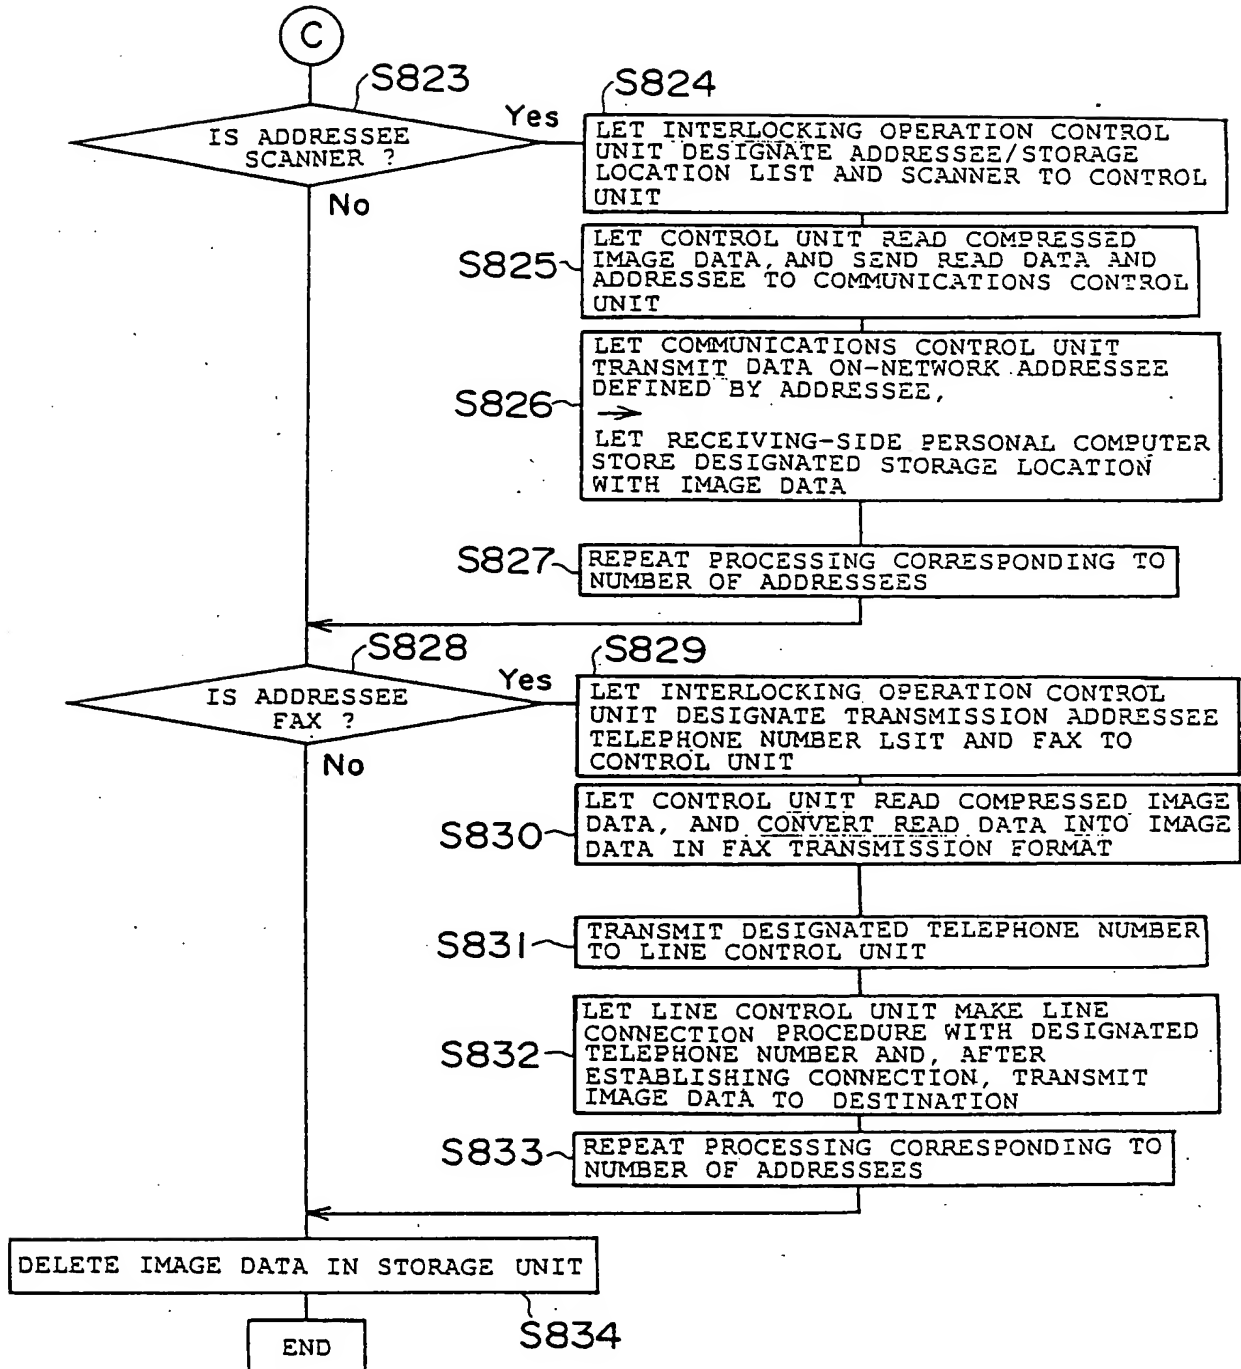 C
S823
IS ADDRESSEE
SCANNER ?
Yes
No
S824
LET INTERLOCKING OPERATION CONTROL
UNIT DESIGNATE ADDRESSEE/STORAGE
LOCATION LIST AND SCANNER TO CONTROL
UNIT
S825
LET CONTROL UNIT READ COMPRESSED
IMAGE DATA, AND SEND READ DATA AND
ADDRESSEE TO COMMUNICATIONS CONTROL
UNIT
S826
LET COMMUNICATIONS CONTROL UNIT
TRANSMIT DATA ON-NETWORK ADDRESSEE
DEFINED BY ADDRESSEE,
→
LET RECEIVING-SIDE PERSONAL COMPUTER
STORE DESIGNATED STORAGE LOCATION
WITH IMAGE DATA
S827
REPEAT PROCESSING CORRESPONDING TO
NUMBER OF ADDRESSEES
S828
IS ADDRESSEE
FAX ?
Yes
No
S829
LET INTERLOCKING OPERATION CONTROL
UNIT DESIGNATE TRANSMISSION ADDRESSEE
TELEPHONE NUMBER LSIT AND FAX TO
CONTROL UNIT
S830
LET CONTROL UNIT READ COMPRESSED IMAGE
DATA, AND CONVERT READ DATA INTO IMAGE
DATA IN FAX TRANSMISSION FORMAT
S831
TRANSMIT DESIGNATED TELEPHONE NUMBER
TO LINE CONTROL UNIT
S832
LET LINE CONTROL UNIT MAKE LINE
CONNECTION PROCEDURE WITH DESIGNATED
TELEPHONE NUMBER AND, AFTER
ESTABLISHING CONNECTION, TRANSMIT
IMAGE DATA TO DESTINATION
S833
REPEAT PROCESSING CORRESPONDING TO
NUMBER OF ADDRESSEES
DELETE IMAGE DATA IN STORAGE UNIT
S834
END